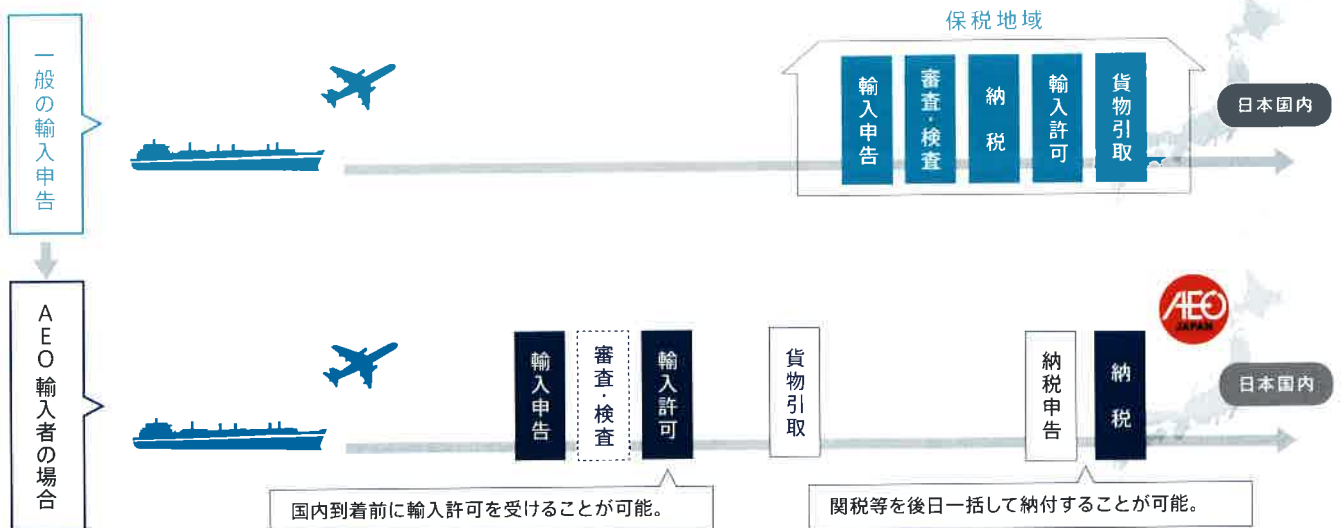 保税地域
一般の輸入申告
輸入申告
審査・検査
納税
輸入許可
貨物引取
日本国内
AEO輸入者の場合
輸入申告
審査・検査
輸入許可
貨物引取
納税申告
納税
AEO
JAPAN
日本国内
国内到着前に輸入許可を受けることが可能。
関税等を後日一括して納付することが可能。